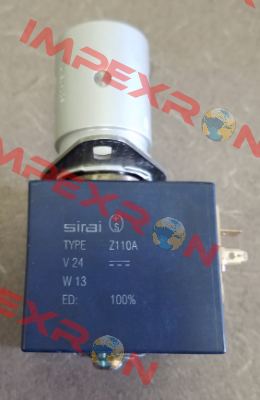 IMPEXRON
IMPEXRON
IMPEXRON
sirai S
TYPE Z110A
V 24
W 13
ED: 100%